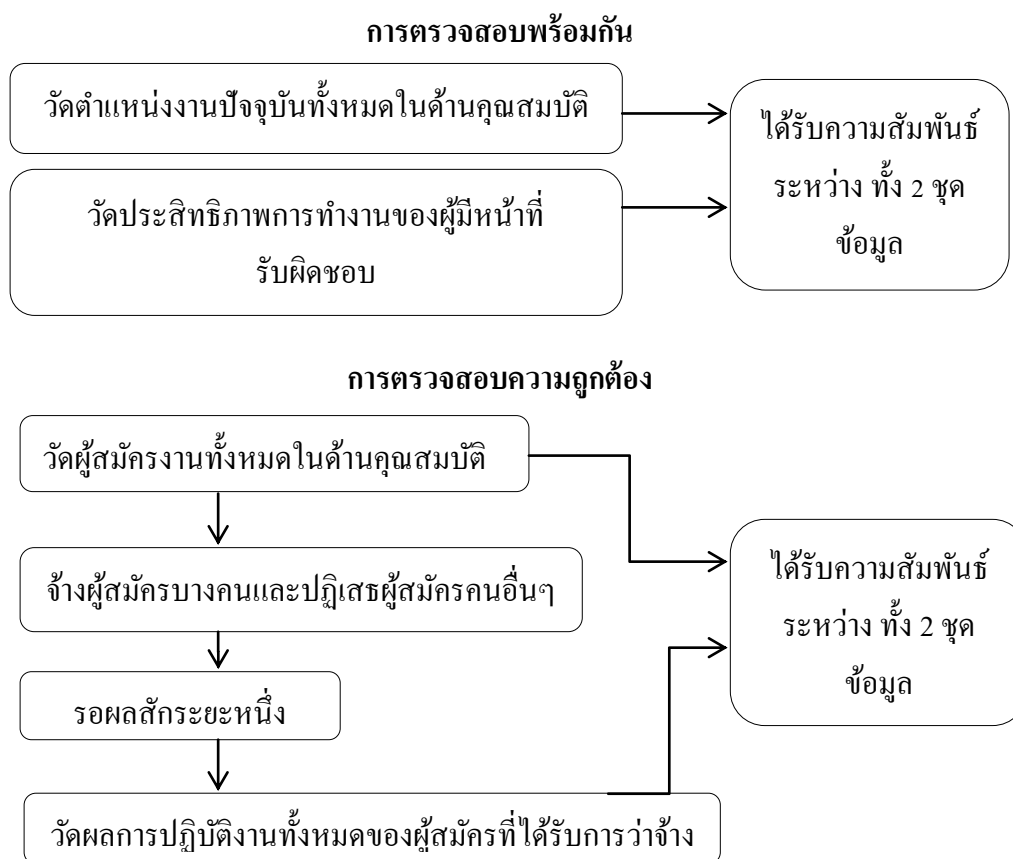 การตรวจสอบพร้อมกัน
วัดตำแหน่งงานปัจจุบันทั้งหมดในด้านคุณสมบัติ
วัดประสิทธิภาพการทำงานของผู้มีหน้าที่
รับผิดชอบ
ได้รับความสัมพันธ์
ระหว่าง ทั้ง 2 ชุด
ข้อมูล
การตรวจสอบความถูกต้อง
วัดผู้สมัครงานทั้งหมดในด้านคุณสมบัติ
จ้างผู้สมัครบางคนและปฏิเสธผู้สมัครคนอื่นๆ
รอผลสักระยะหนึ่ง
วัดผลการปฏิบัติงานทั้งหมดของผู้สมัครที่ได้รับการว่าจ้าง
ได้รับความสัมพันธ์
ระหว่าง ทั้ง 2 ชุด
ข้อมูล